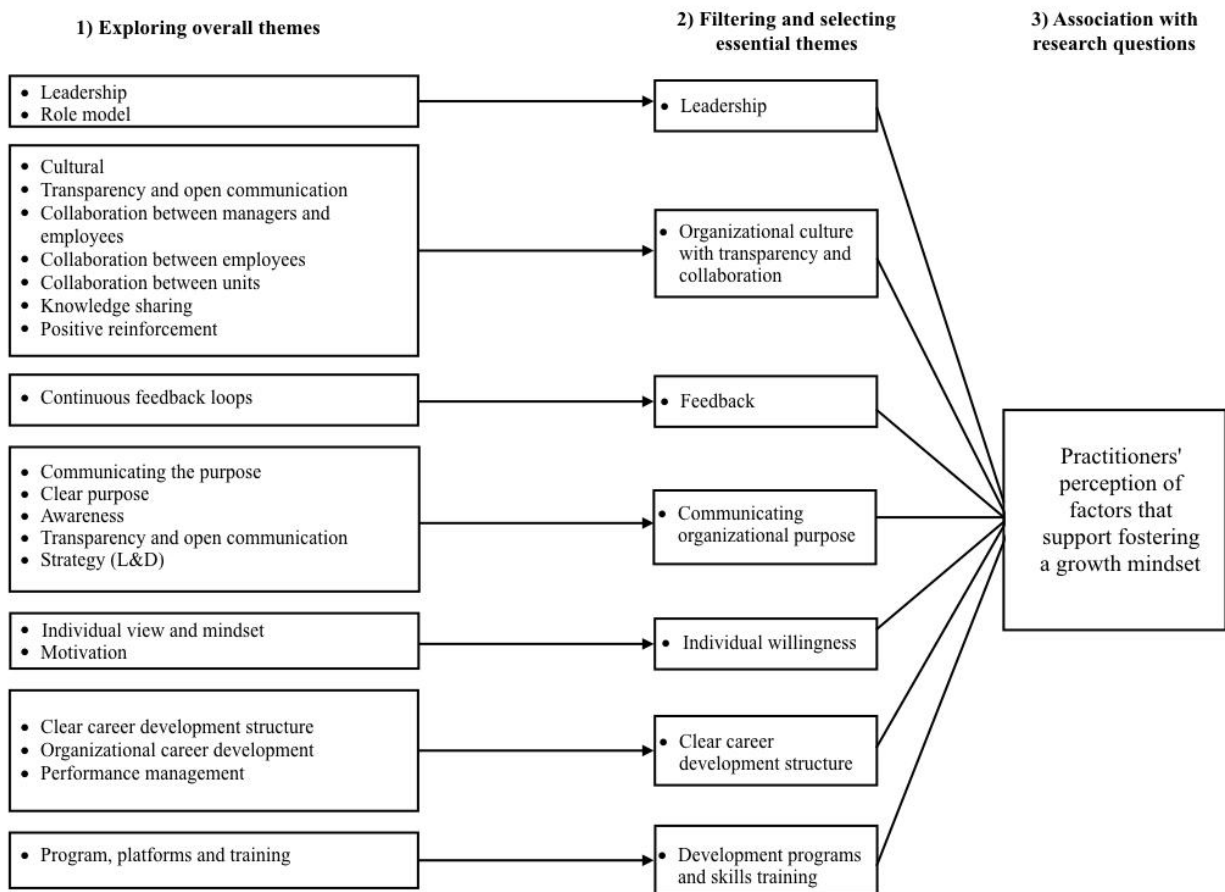 1) Exploring overall themes
2) Filtering and selecting
essential themes
3) Association with
research questions
• Leadership
• Role model
• Leadership
• Cultural
• Transparency and open communication
• Collaboration between managers and
employees
• Collaboration between employees
• Collaboration between units
• Knowledge sharing
• Positive reinforcement
• Organizational culture
with transparency and
collaboration
• Continuous feedback loops
• Feedback
• Communicating the purpose
• Clear purpose
• Awareness
• Transparency and open communication
• Strategy (L&D)
• Communicating
organizational purpose
• Individual view and mindset
• Motivation
• Individual willingness
• Clear career development structure
• Organizational career development
• Performance management
• Clear career
development structure
• Program, platforms and training
• Development programs
and skills training
Practitioners'
perception of
factors that
support fostering
a growth mindset